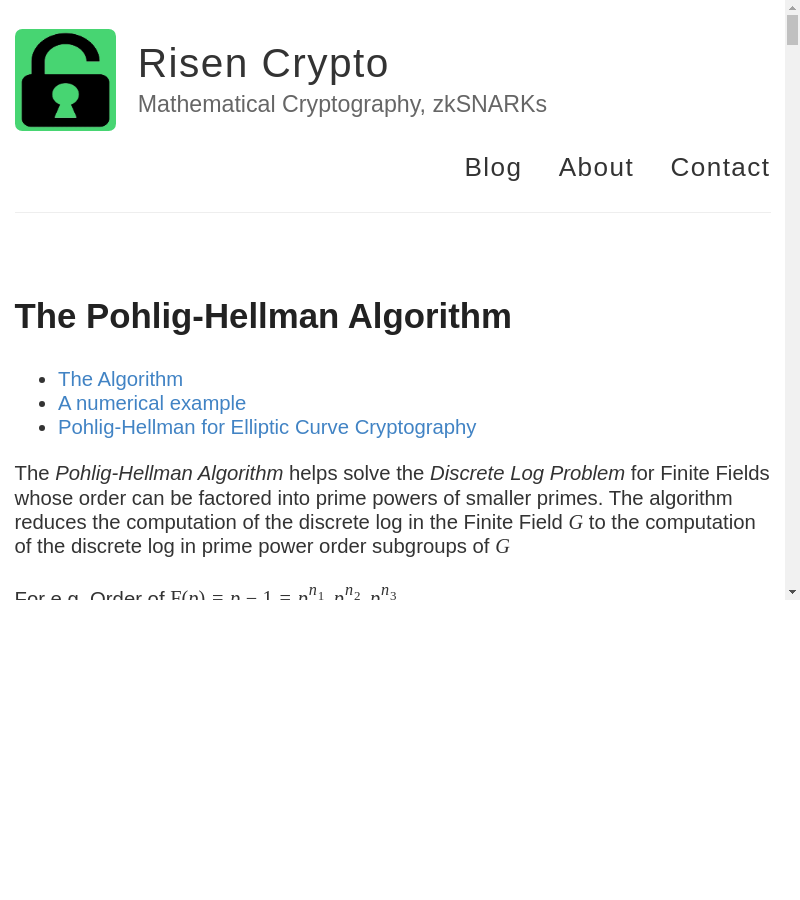 Risen Crypto
Mathematical Cryptography, zkSNARKs
Blog About Contact
The Pohlig-Hellman Algorithm
The Algorithm
A numerical example
Pohlig-Hellman for Elliptic Curve Cryptography
The Pohlig-Hellman Algorithm helps solve the Discrete Log Problem for Finite Fields
whose order can be factored into prime powers of smaller primes. The algorithm
reduces the computation of the discrete log in the Finite Field G to the computation
of the discrete log in prime power order subgroups of G
For e.g. Order of F(p) = p − 1 =